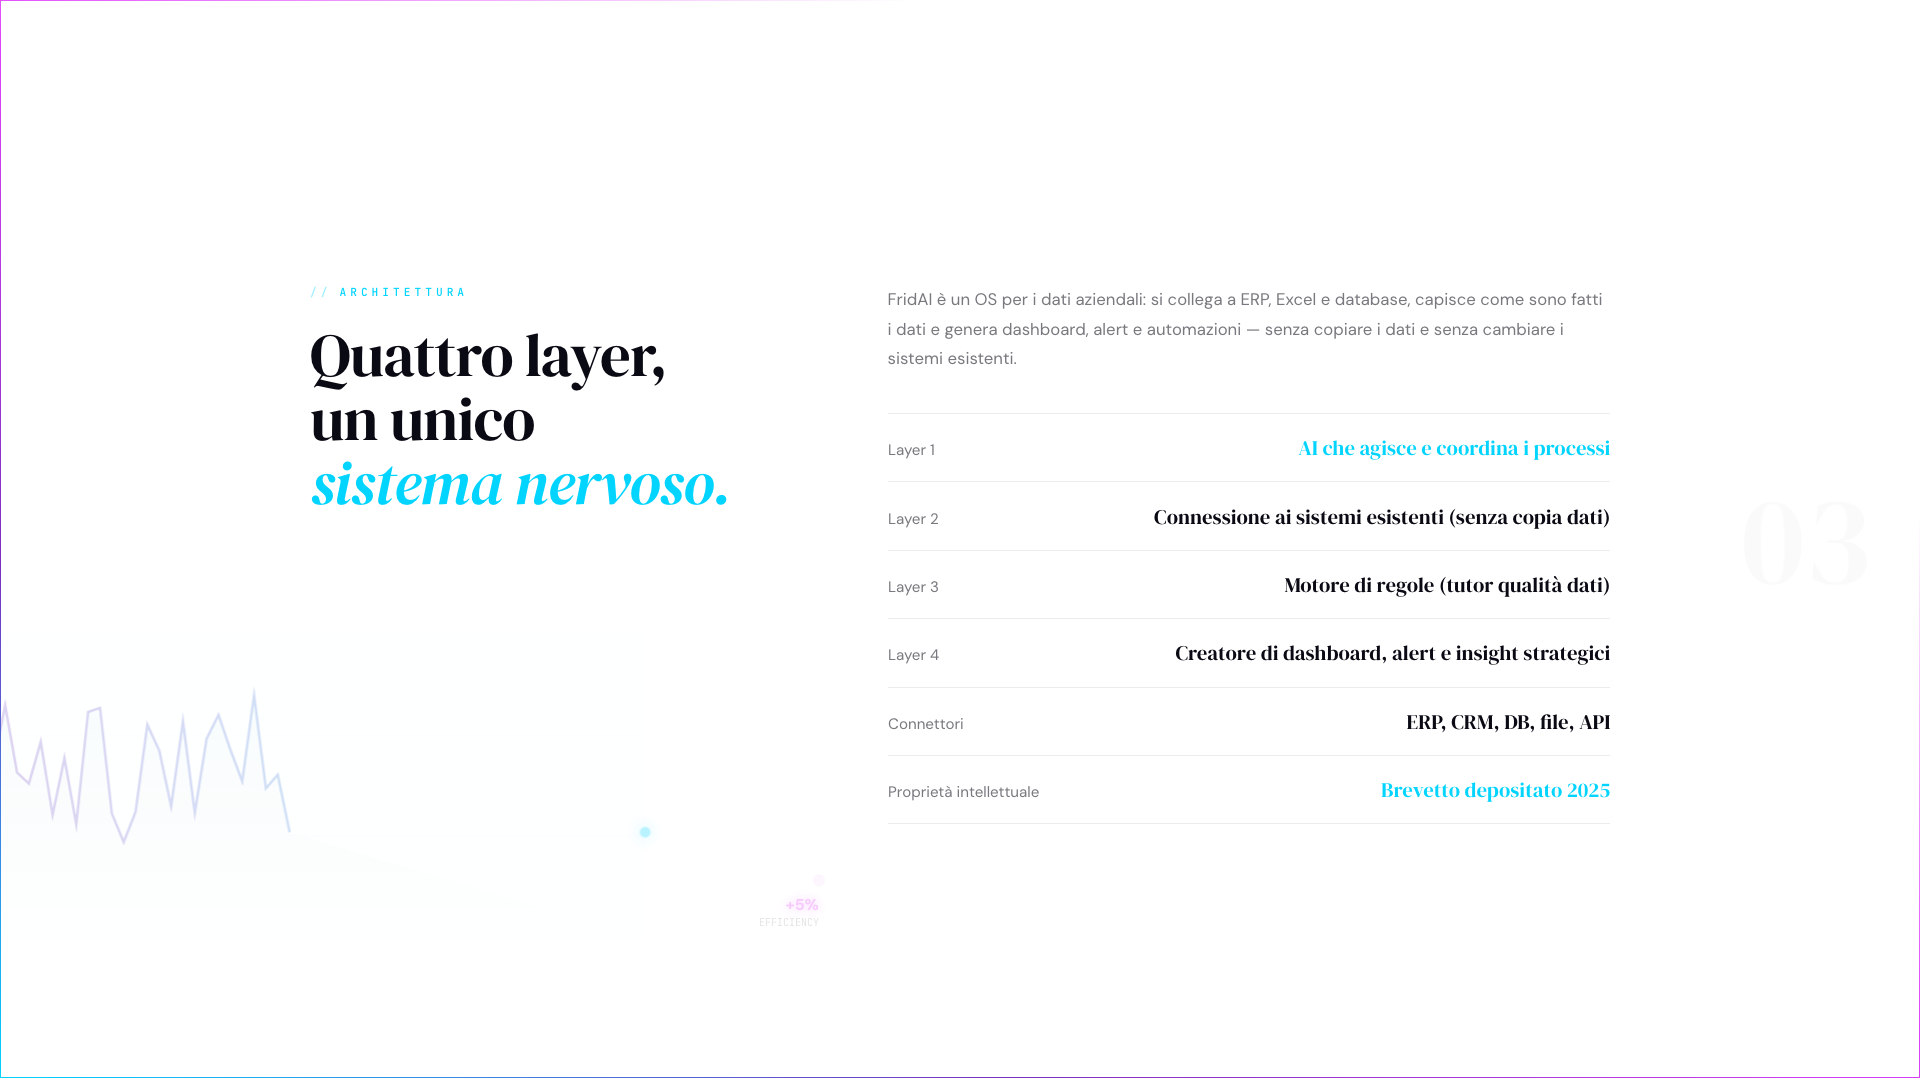 // ARCHITETTURA
Quattro layer,
un unico
sistema nervoso.
FridAI è un OS per i dati aziendali: si collega a ERP, Excel e database, capisce come sono fatti
i dati e genera dashboard, alert e automazioni — senza copiare i dati e senza cambiare i
sistemi esistenti.
Layer 1 AI che agisce e coordina i processi
Layer 2 Connessione ai sistemi esistenti (senza copia dati)
Layer 3 Motore di regole (tutor qualità dati)
Layer 4 Creatore di dashboard, alert e insight strategici
Connettori ERP, CRM, DB, file, API
Proprietà intellettuale Brevetto depositato 2025
03
+5%
EFFICIENCY